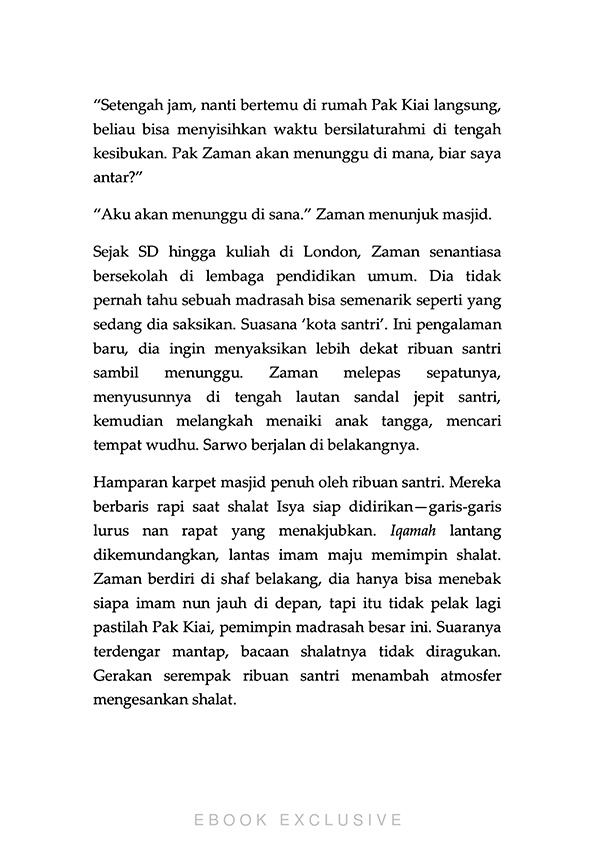 “Setengah jam, nanti bertemu di rumah Pak Kiai langsung,
beliau bisa menyisihkan waktu bersilaturahmi di tengah
kesibukan. Pak Zaman akan menunggu di mana, biar saya
antar?”
“Aku akan menunggu di sana.” Zaman menunjuk masjid.
Sejak SD hingga kuliah di London, Zaman senantiasa
bersekolah di lembaga pendidikan umum. Dia tidak
pernah tahu sebuah madrasah bisa semenarik seperti yang
sedang dia saksikan. Suasana ‘kota santri’. Ini pengalaman
baru, dia ingin menyaksikan lebih dekat ribuan santri
sambil menunggu. Zaman melepas sepatunya,
menyusunnya di tengah lautan sandal jepit santri,
kemudian melangkah menaiki anak tangga, mencari
tempat wudhu. Sarwo berjalan di belakangnya.
Hamparan karpet masjid penuh oleh ribuan santri. Mereka
berbaris rapi saat shalat Isya siap didirikan—garis-garis
lurus nan rapat yang menakjubkan. Iqamah lantang
dikemundangkan, lantas imam maju memimpin shalat.
Zaman berdiri di shaf belakang, dia hanya bisa menebak
siapa imam nun jauh di depan, tapi itu tidak pelak lagi
pastilah Pak Kiai, pemimpin madrasah besar ini. Suaranya
terdengar mantap, bacaan shalatnya tidak diragukan.
Gerakan serempak ribuan santri menambah atmosfer
mengesankan shalat.
EBOOK EXCLUSIVE